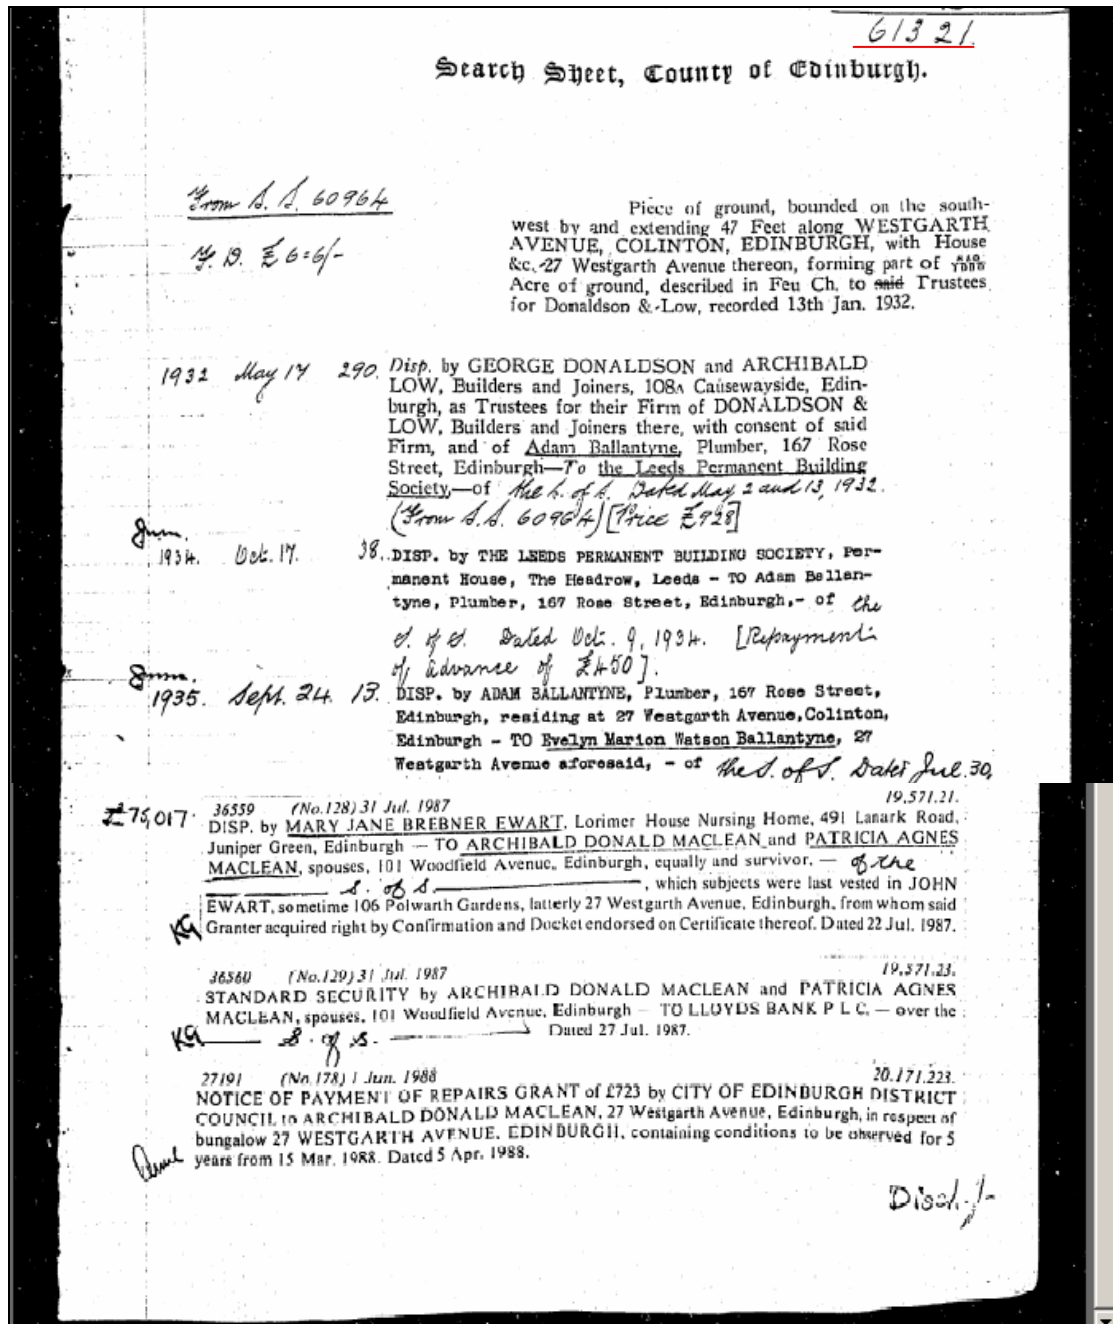 61321.
Search Sheet, County of Edinburgh.
From S. S. 60964
F. D. £6=6/-
Piece of ground, bounded on the south-
west by and extending 47 Feet along WESTGARTH
AVENUE, COLINTON, EDINBURGH, with House
&c., 27 Westgarth Avenue thereon, forming part of
Acre of ground, described in Feu Ch. to said Trustees
for Donaldson & Low, recorded 13th Jan. 1932.
1932 May 17 290. Disp. by GEORGE DONALDSON and ARCHIBALD
LOW, Builders and Joiners, 108A Causewayside, Edin-
burgh, as Trustees for their Firm of DONALDSON &
LOW, Builders and Joiners there, with consent of said
Firm, and of Adam Ballantyne, Plumber, 167 Rose
Street, Edinburgh—To the Leeds Permanent Building
Society,—of the S. of S. Dated May 2 and 13, 1932.
(From S.S. 60964) [Price £928]
1934. Oct. 17. 38. DISP. by THE LEEDS PERMANENT BUILDING SOCIETY, Per-
manent House, The Headrow, Leeds - TO Adam Ballan-
tyne, Plumber, 167 Rose Street, Edinburgh,- of the
S. of S. Dated Oct. 9, 1934. [Repayment
of advance of £450].
1935. Sept. 24. 13. DISP. by ADAM BALLANTYNE, Plumber, 167 Rose Street,
Edinburgh, residing at 27 Westgarth Avenue,Colinton,
Edinburgh - TO Evelyn Marion Watson Ballantyne, 27
Westgarth Avenue aforesaid, - of the S. of S. Dated Jul. 30,
£75,017. 36559 (No.128) 31 Jul. 1987 19.571.21.
DISP. by MARY JANE BREBNER EWART, Lorimer House Nursing Home, 491 Lanark Road,
Juniper Green, Edinburgh — TO ARCHIBALD DONALD MACLEAN and PATRICIA AGNES
MACLEAN, spouses, 101 Woodfield Avenue, Edinburgh, equally and survivor, — of the
S. of S. , which subjects were last vested in JOHN
EWART, sometime 106 Polwarth Gardens, latterly 27 Westgarth Avenue, Edinburgh, from whom said
KG Granter acquired right by Confirmation and Docket endorsed on Certificate thereof. Dated 22 Jul. 1987.
36560 (No.129) 31 Jul. 1987 19.571.23.
STANDARD SECURITY by ARCHIBALD DONALD MACLEAN and PATRICIA AGNES
MACLEAN, spouses, 101 Woodfield Avenue, Edinburgh — TO LLOYDS BANK P L C, — over the
KG S. of S. Dated 27 Jul. 1987.
27191 (No.178) 1 Jun. 1988 20.171.223.
NOTICE OF PAYMENT OF REPAIRS GRANT of £723 by CITY OF EDINBURGH DISTRICT
COUNCIL to ARCHIBALD DONALD MACLEAN, 27 Westgarth Avenue, Edinburgh, in respect of
bungalow 27 WESTGARTH AVENUE, EDINBURGH, containing conditions to be observed for 5
years from 15 Mar. 1988. Dated 5 Apr. 1988.